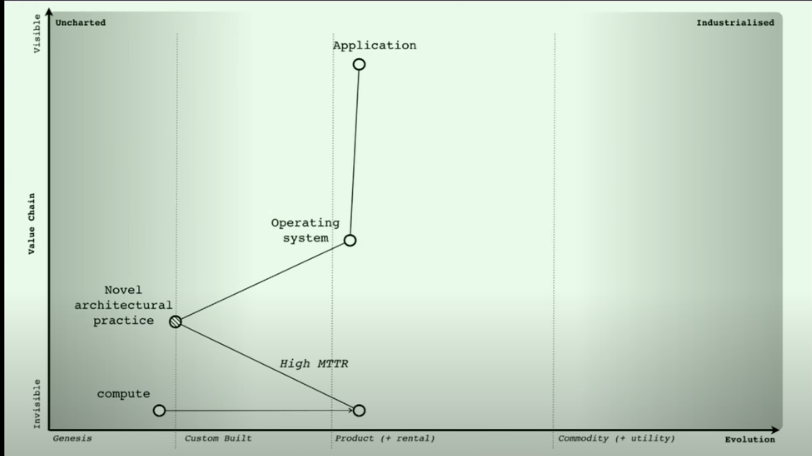 Uncharted
Industrialised
Visible
Application
Value Chain
Operating
system
Novel
architectural
practice
High MTTR
compute
Invisible
Genesis
Custom Built
Product (+ rental)
Commodity (+ utility)
Evolution